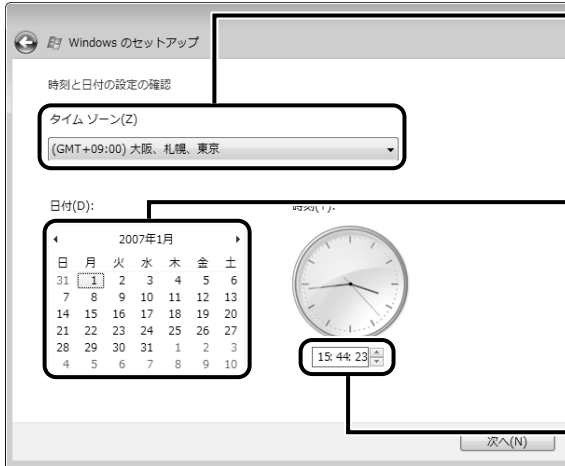 Windows のセットアップ
時刻と日付の設定の確認
タイム ゾーン(Z)
(GMT+09:00) 大阪、札幌、東京
日付(D):
時刻(T):
2007年1月
日 月 火 水 木 金 土
31 1 2 3 4 5 6
7 8 9 10 11 12 13
14 15 16 17 18 19 20
21 22 23 24 25 26 27
28 29 30 31 1 2 3
4 5 6 7 8 9 10
15: 44: 23
次へ(N)